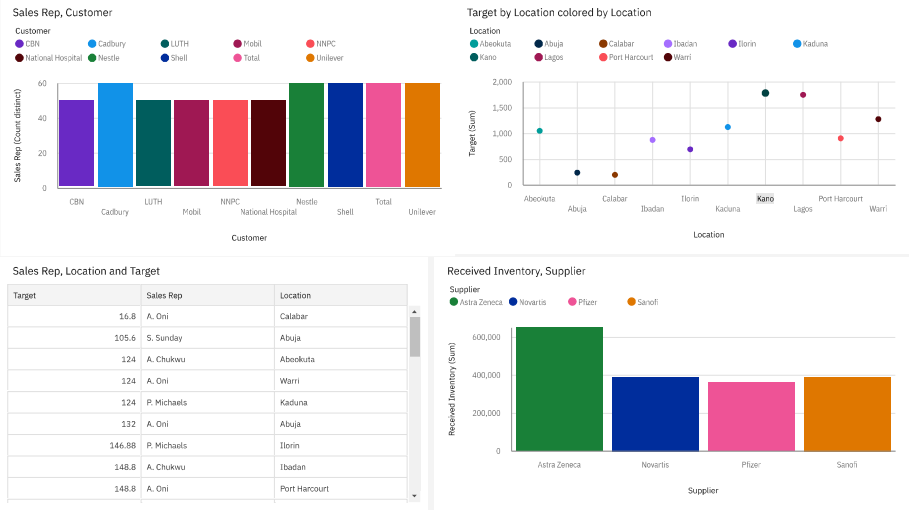 Sales Rep, Customer
Customer
CBN Cadbury LUTH Mobil NNPC
National Hospital Nestle Shell Total Unilever
Sales Rep (Count distinct)
60
40
20
0
CBN LUTH NNPC Nestle Total
Cadbury Mobil National Hospital Shell Unilever
Customer
Target by Location colored by Location
Location
Abeokuta Abuja Calabar Ibadan Ilorin Kaduna
Kano Lagos Port Harcourt Warri
Target (Sum)
2,000
1,500
1,000
500
0
Abeokuta Calabar Ilorin Kano Port Harcourt
Abuja Ibadan Kaduna Lagos Warri
Location
Sales Rep, Location and Target
Target Sales Rep Location
16.8 A. Oni Calabar
105.6 S. Sunday Abuja
124 A. Chukwu Abeokuta
124 A. Oni Warri
124 P. Michaels Kaduna
132 A. Oni Abuja
146.88 P. Michaels Ilorin
148.8 A. Chukwu Ibadan
148.8 A. Oni Port Harcourt
Received Inventory, Supplier
Supplier
Astra Zeneca Novartis Pfizer Sanofi
Received Inventory (Sum)
600,000
400,000
200,000
0
Astra Zeneca Novartis Pfizer Sanofi
Supplier